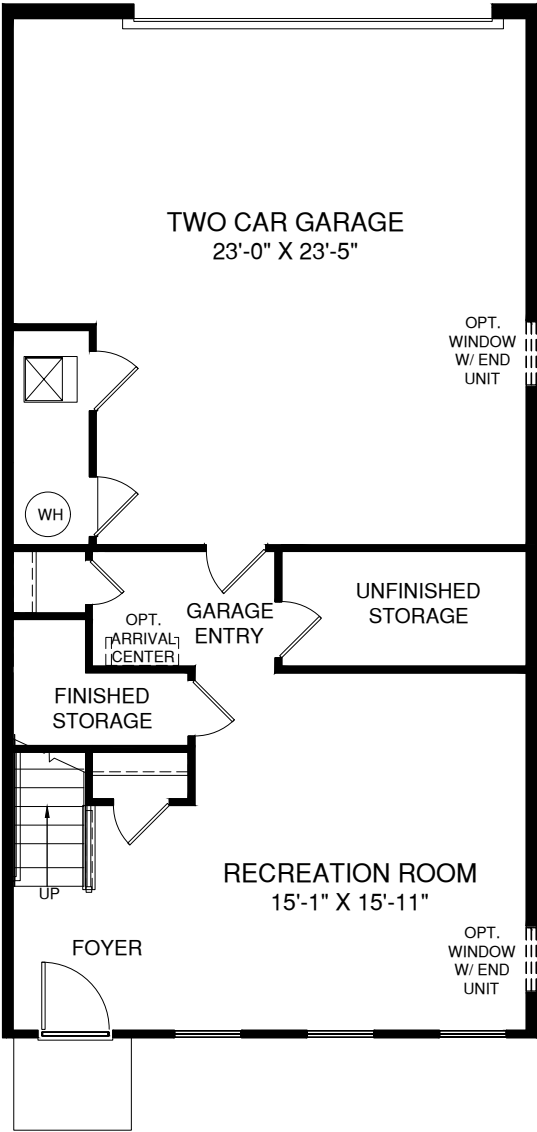 TWO CAR GARAGE
23'-0" X 23'-5"
OPT.
WINDOW
W/ END
UNIT
WH
UNFINISHED
STORAGE
GARAGE
ENTRY
OPT.
ARRIVAL
CENTER
FINISHED
STORAGE
RECREATION ROOM
15'-1" X 15'-11"
UP
FOYER
OPT.
WINDOW
W/ END
UNIT